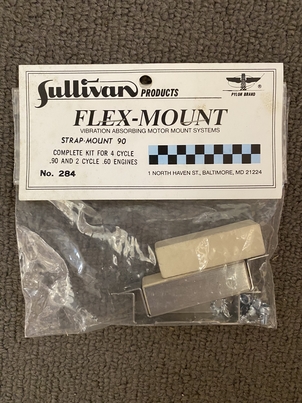 Sullivan PRODUCTS
PYLON BRAND
®
FLEX-MOUNT
VIBRATION ABSORBING MOTOR MOUNT SYSTEMS
STRAP-MOUNT 90
COMPLETE KIT FOR 4 CYCLE
.90 AND 2 CYCLE .60 ENGINES
No. 284
1 NORTH HAVEN ST., BALTIMORE, MD 21224